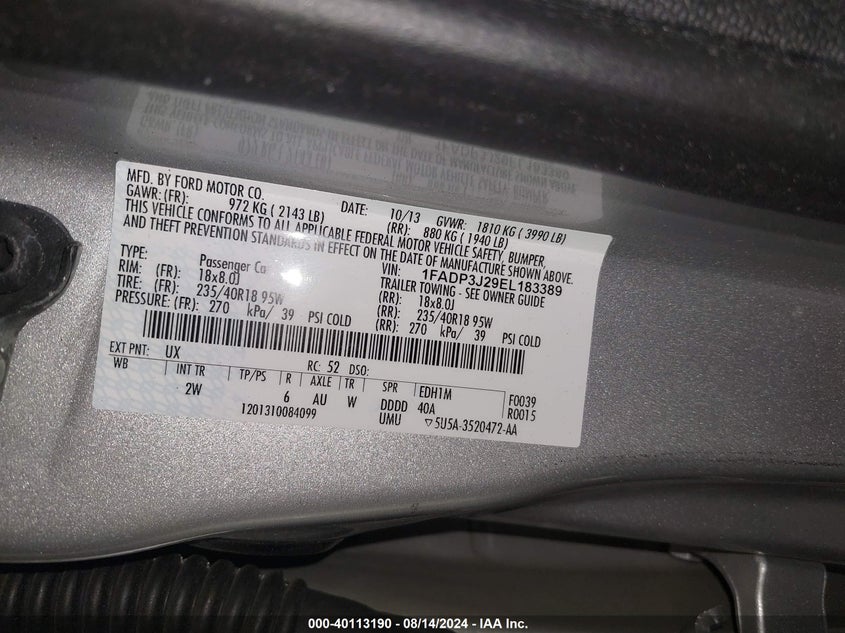 MFD. BY FORD MOTOR CO.
DATE: 10/13 GVWR: 1810 KG ( 3990 LB)
GAWR: (FR): 972 KG ( 2143 LB) (RR): 880 KG ( 1940 LB)
THIS VEHICLE CONFORMS TO ALL APPLICABLE FEDERAL MOTOR VEHICLE SAFETY, BUMPER,
AND THEFT PREVENTION STANDARDS IN EFFECT ON THE DATE OF MANUFACTURE SHOWN ABOVE.
VIN: 1FADP3J29EL183389
TYPE: Passenger Ca TRAILER TOWING - SEE OWNER GUIDE
RIM: (FR): 18x8.0J (RR): 18x8.0J
TIRE: (FR): 235/40R18 95W (RR): 235/40R18 95W
PRESSURE: (FR): 270 kPa/ 39 PSI COLD (RR): 270 kPa/ 39 PSI COLD
EXT PNT: UX RC: 52 DSO:
WB INT TR TP/PS R AXLE TR SPR EDH1M F0039
2W 6 AU W DDDD 40A R0015
1201310084099 UMU ▽5U5A-3520472-AA
000-40113190 - 08/14/2024 - IAA Inc.